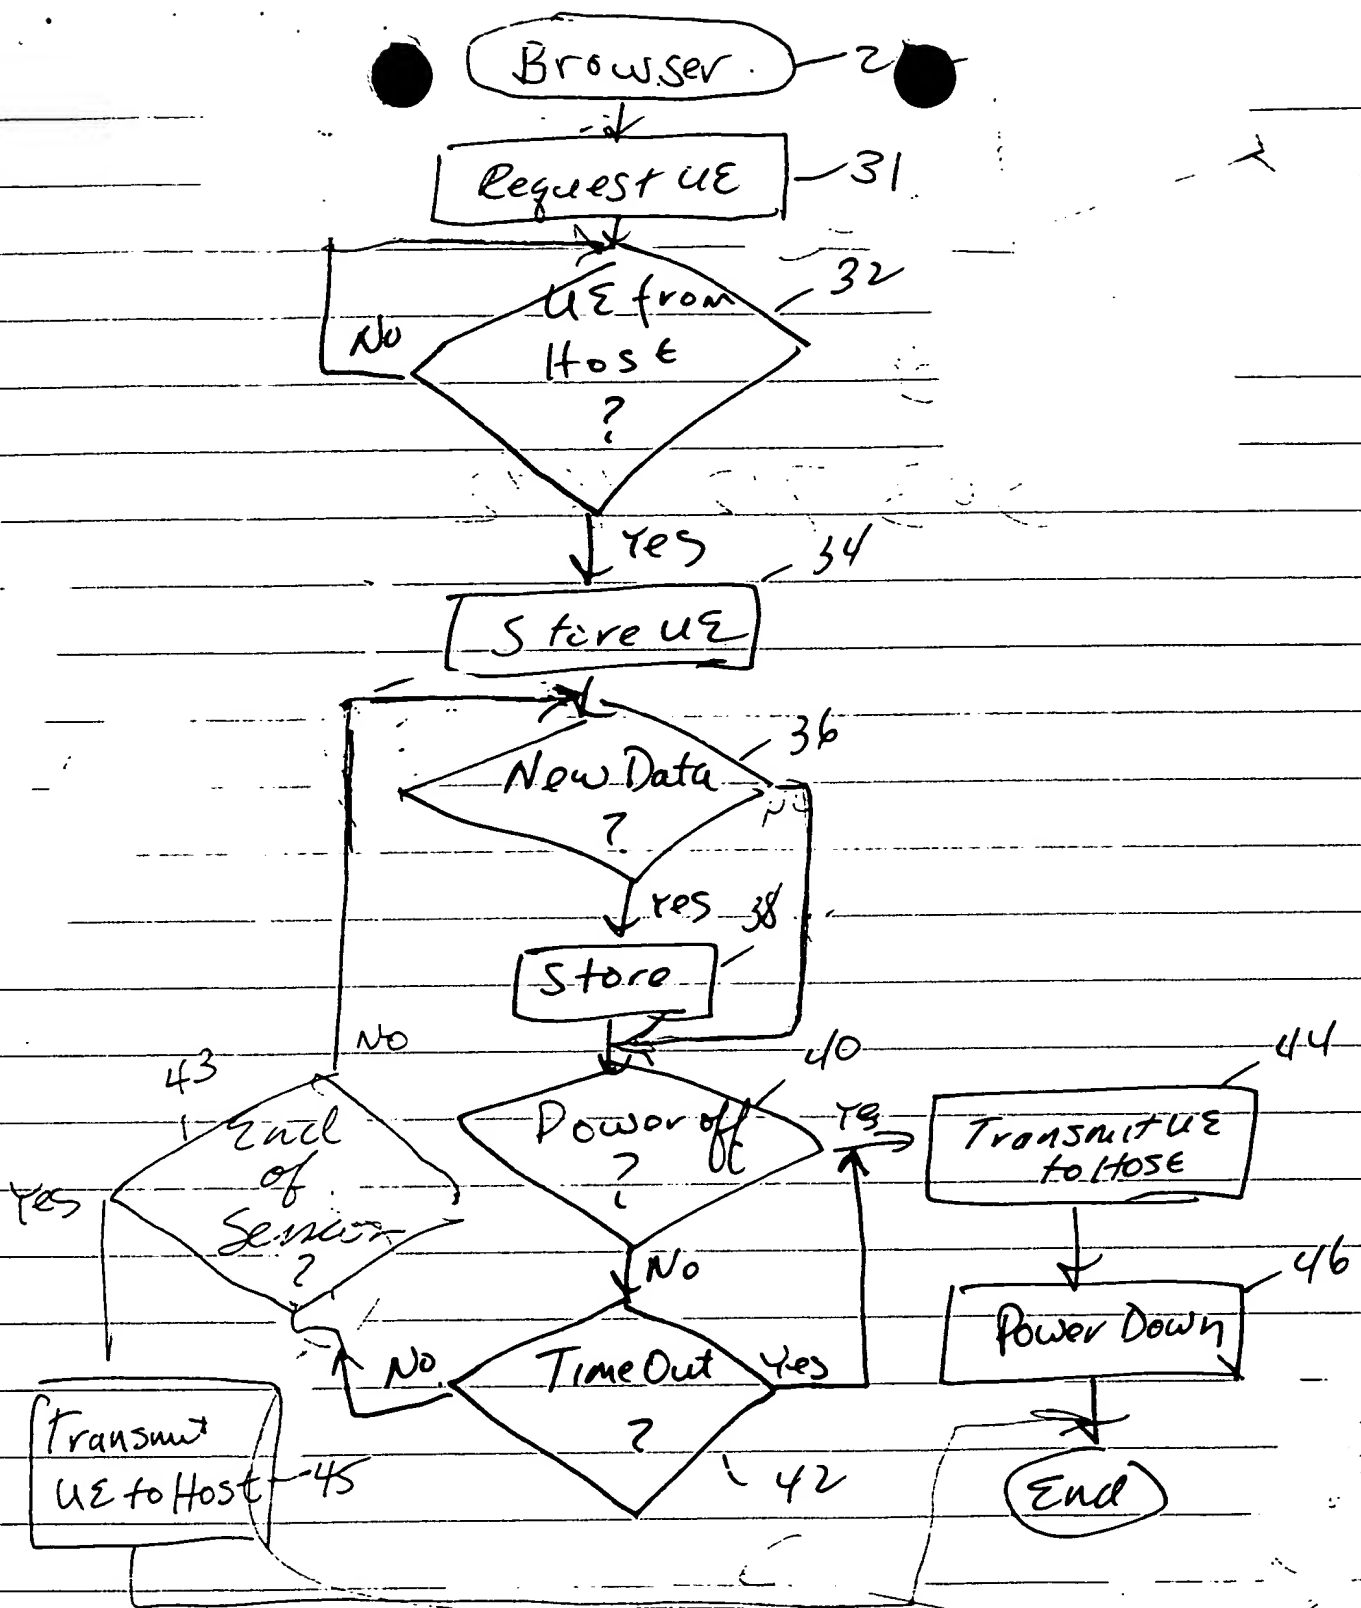 Browser
2
Request UE
31
UE from
Host
?
32
No
Yes
34
Store UE
36
New Data
?
No
Yes
38
Store
No
40
43
44
End
of
Session
?
Power off
?
Yes
Transmit UE
to Host
Yes
No
46
Power Down
No
Time Out
?
Yes
42
Transmit
UE to Host
45
End